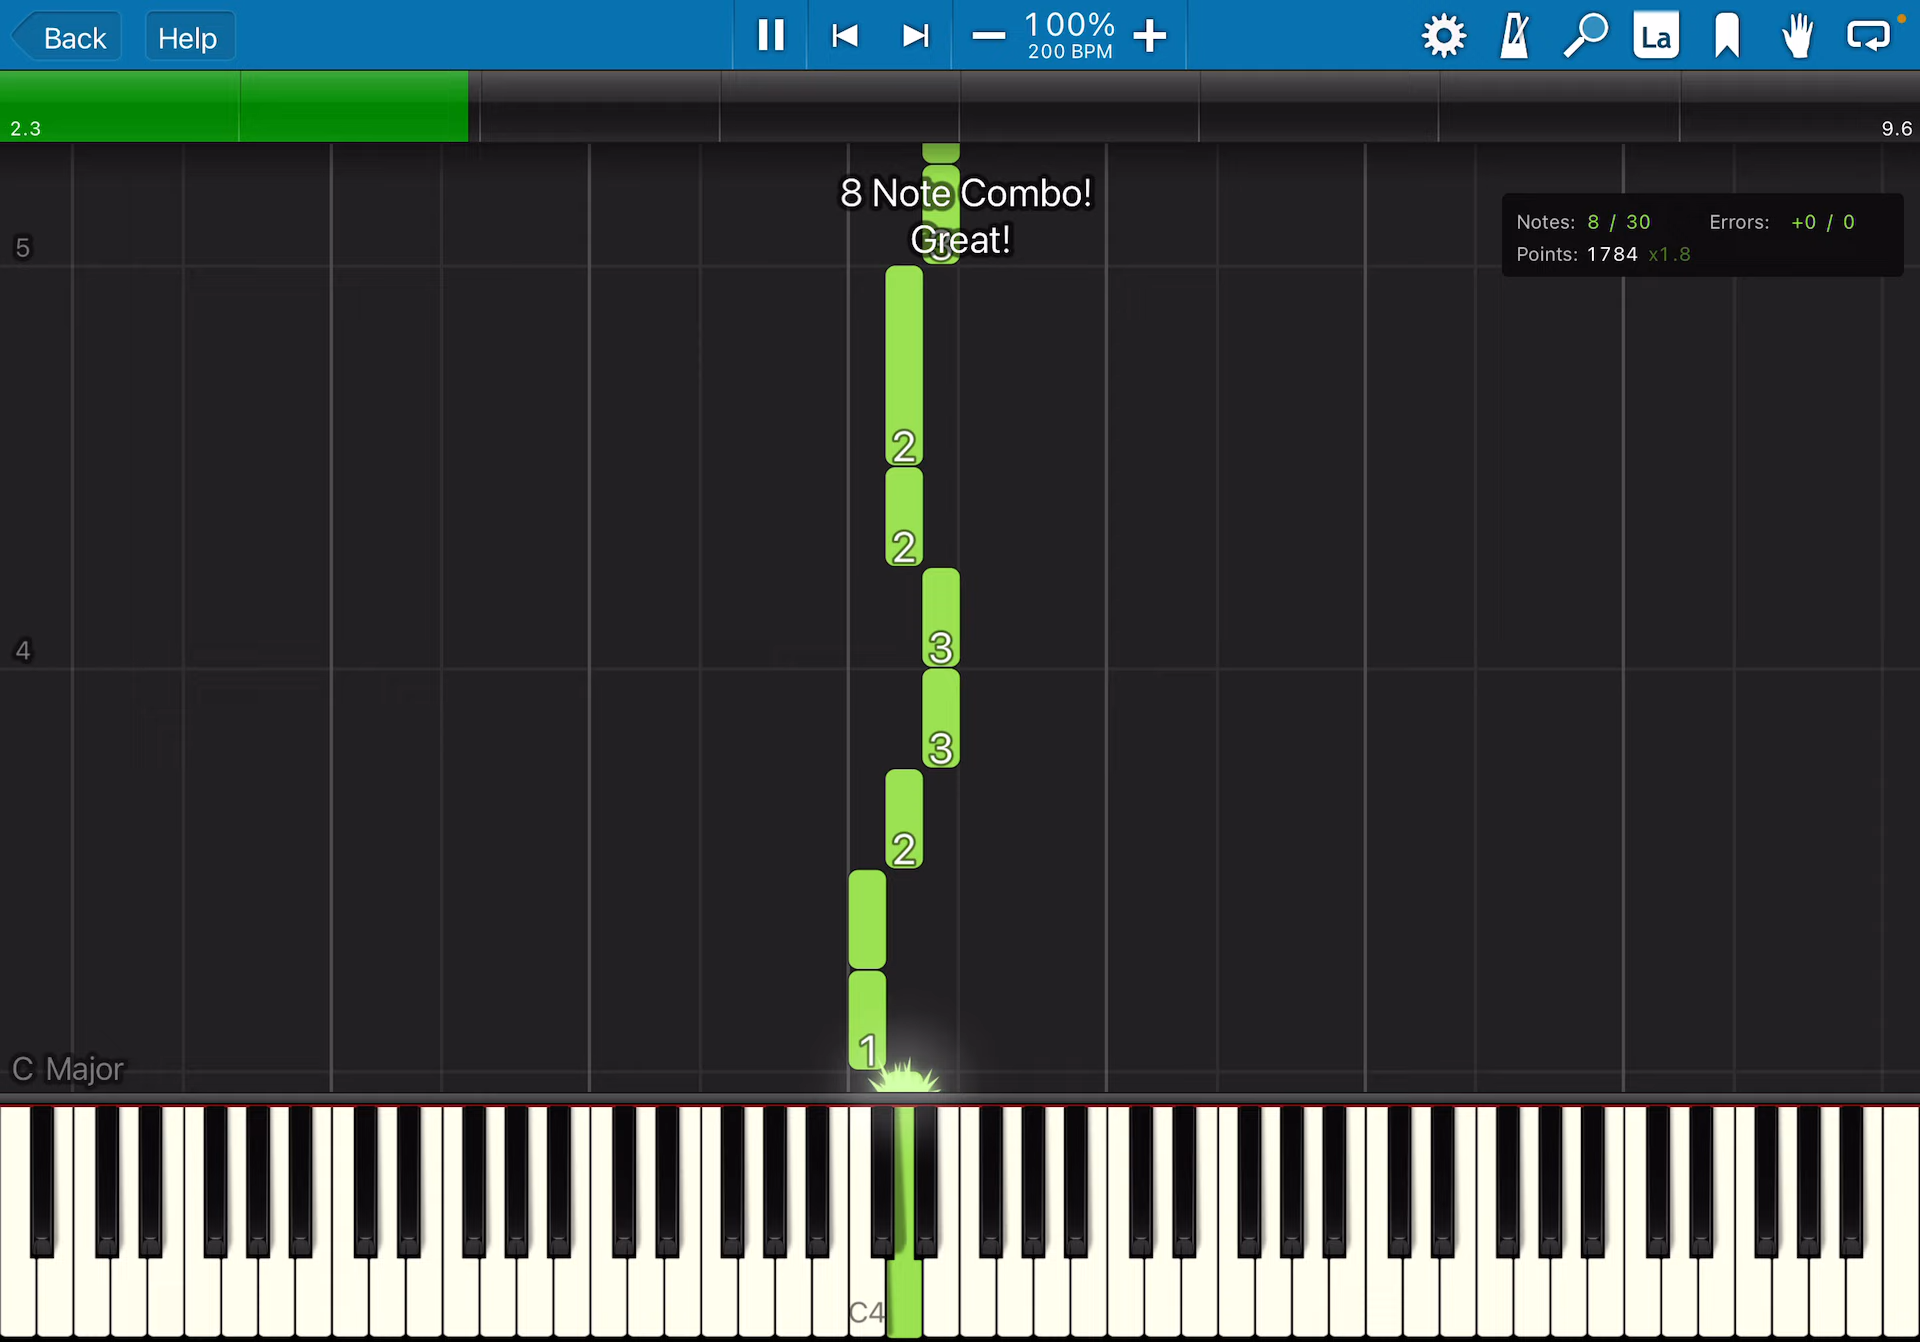 Back
Help
100%
200 BPM
La
2.3
9.6
8 Note Combo!
Great!
Notes: 8 / 30 Errors: +0 / 0
Points: 1784 x1.8
5
3
2
2
4
3
3
2
1
C Major
C4